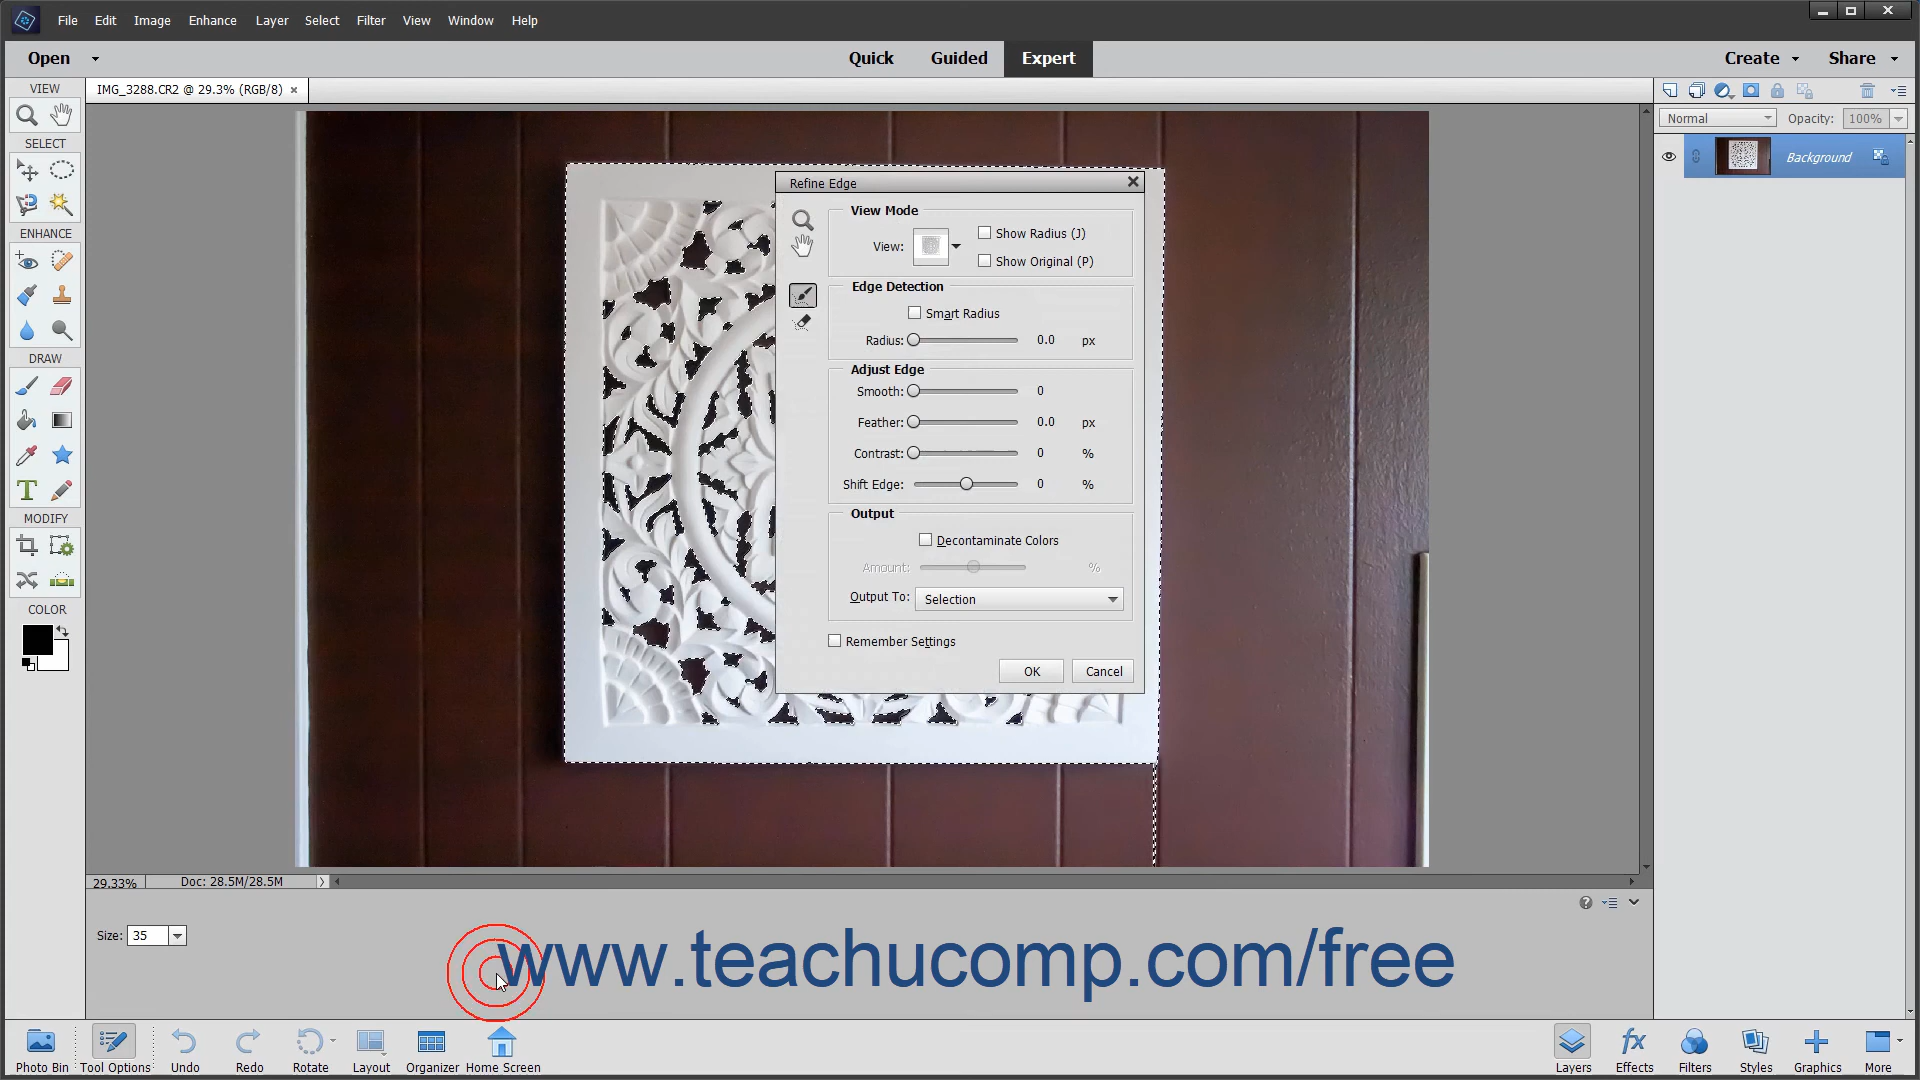 File Edit Image Enhance Layer Select Filter View Window Help
Open Quick Guided Expert Create Share
VIEW
IMG_3288.CR2 @ 29.3% (RGB/8) ×
Normal Opacity: 100%
SELECT
Background
Refine Edge
View Mode
View:
Show Radius (J)
Show Original (P)
ENHANCE
Edge Detection
Smart Radius
Radius: 0.0 px
DRAW
Adjust Edge
Smooth: 0
Feather: 0.0 px
Contrast: 0 %
Shift Edge: 0 %
T
MODIFY
Output
Decontaminate Colors
Amount: %
Output To: Selection
COLOR
Remember Settings
OK Cancel
29.33% Doc: 28.5M/28.5M
Size: 35
www.teachucomp.com/free
Photo Bin Tool Options Undo Redo Rotate Layout Organizer Home Screen
fx
Layers Effects Filters Styles Graphics More